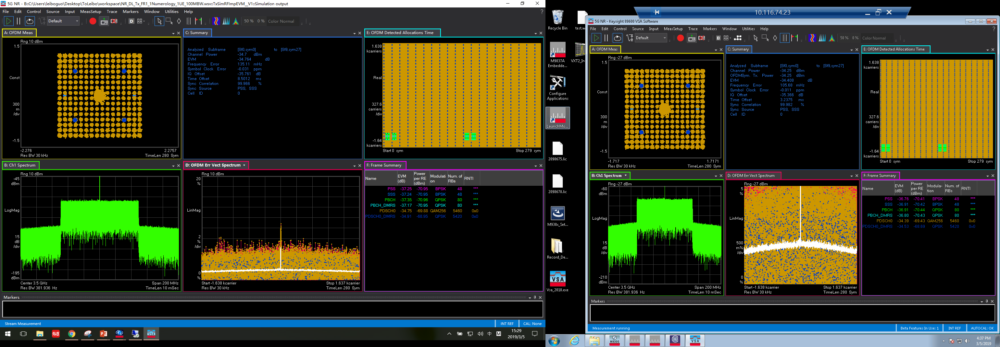 5G NR - B::C:\Users\leiboguo\Desktop\ToLeibo\workspace\NR_DL_Tx_FR1_1Numerology_1UE_100MBW.wsv::TxSimRFImpEVM__V1::Simulation output
File Edit Control Source Input MeasSetup Trace Markers Window Utilities Help
Default
D
50 % 0 % Color Normal
A: OFDM Meas
Rng 10 dBm
1.5
Const
300
m
/div
-1.5
-2.276 2.2757
Res BW 30 kHz TimeLen 280 Sym
C: Summary
Analyzed Subframe [Sf0,sym0] to [Sf9,sym27]
Channel Power -34.7 dBm
EVM -34.764 dB
Frequency Error 135.11 mHz
Symbol Clock Error -0.031 ppm
IQ Offset -35.761 dB
Time Offset 8.5012 ms
Sync Correlation 99.966 %
Sync Source PSS, SSS
Cell ID 0
E: OFDM Detected Allocations Time
1.638
kcarriers
Real
327.6
carriers
/div
-1.64
kcarriers
Start 0 sym Stop 279 sym
B: Ch1 Spectrum
Rng 10 dBm
-45
dBm
LogMag
15
dB
/div
-195
dBm
Center 3.5 GHz Span 200 MHz
Res BW 381.936 Hz TimeLen 10 mSec
D: OFDM Err Vect Spectrum
Rng 10 dBm
20
%
LinMag
2
%
/div
0
%
Start -1.638 kcarrier Stop 1.637 kcarrier
Res BW 30 kHz TimeLen 280 Sym
F: Frame Summary
Name EVM (dB) Power per RE (dBm) Modulati on Num. of RBs RNTI
PSS -37.25 -70.95 BPSK 48 ***
SSS -37.24 -70.95 BPSK 48 ***
PBCH -37.35 -70.96 QPSK 80 ***
PBCH_DMRS -37.17 -70.95 QPSK 80 ***
PDSCH0 -34.75 -69.88 QAM256 5460 0x0
PDSCH0_DMRS -34.91 -68.95 QPSK 5420 0x0
Markers
Stream Measurement INT REF CAL: None
有道
VSA
中
M
15:29
2019/3/5
Recycle Bin
test.w
M9037A
Embedde...
VXT2_In
Configure
Applications
LaunchMo...
2098675.lic
2098678.lic
M938x_Set...
Record_De...
VSA
Vsa_2018.exe
10.116.74.23
5G NR - Keysight 89600 VSA Software
File Edit Control Source Input MeasSetup Trace Markers Window Utilities Help
Default
B
50 % 0 % Color Normal
A: OFDM Meas
Rng -27 dBm
1.5
Const
300
m
/div
-1.5
-1.717 1.7171
Res BW 30 kHz TimeLen 280 Sym
C: Summary
Analyzed Subframe [Sf0,sym0] to [Sf9,sym27]
Channel Power -34.25 dBm
OFDMSym. Tx. Power -34.25 dBm
EVM -34.408 dB
Frequency Error 105.68 mHz
Symbol Clock Error -0.011 ppm
IQ Offset -35.366 dB
Time Offset 3.2375 ms
Sync Correlation 99.982 %
Sync Source PSS, SSS
Cell ID 0
E: OFDM Detected Allocations Time
1.638
kcarriers
Real
327.6
carriers
/div
-1.64
kcarriers
Start 0 sym Stop 279 sym
B: Ch1 Spectrum
Rng -27 dBm
-60
dBm
LogMag
15
dB
/div
-210
dBm
Center 3.5 GHz Span 200 MHz
Res BW 381.936 Hz TimeLen 10 mSec
D: OFDM Err Vect Spectrum
Rng -27 dBm
5
%
LinMag
500
m%
/div
0
%
Start -1.638 kcarrier Stop 1.637 kcarrier
Res BW 30 kHz TimeLen 280 Sym
F: Frame Summary
Name EVM (dB) Power per RE (dBm) Modula- tion Num. of RBs RNTI
PSS -36.76 -70.41 BPSK 48 ***
SSS -36.91 -70.42 BPSK 48 ***
PBCH -36.91 -70.44 QPSK 80 ***
PBCH_DMRS -36.80 -70.43 QPSK 80 ***
PDSCH0 -34.39 -69.43 QAM256 5460 0x0
PDSCH0_DMRS -34.53 -68.69 QPSK 5420 0x0
Markers
Measurement running Beta Features In Use: 1 INT REF AUTOCAL: OK
M9300
VSA
4:37 PM
3/5/2019